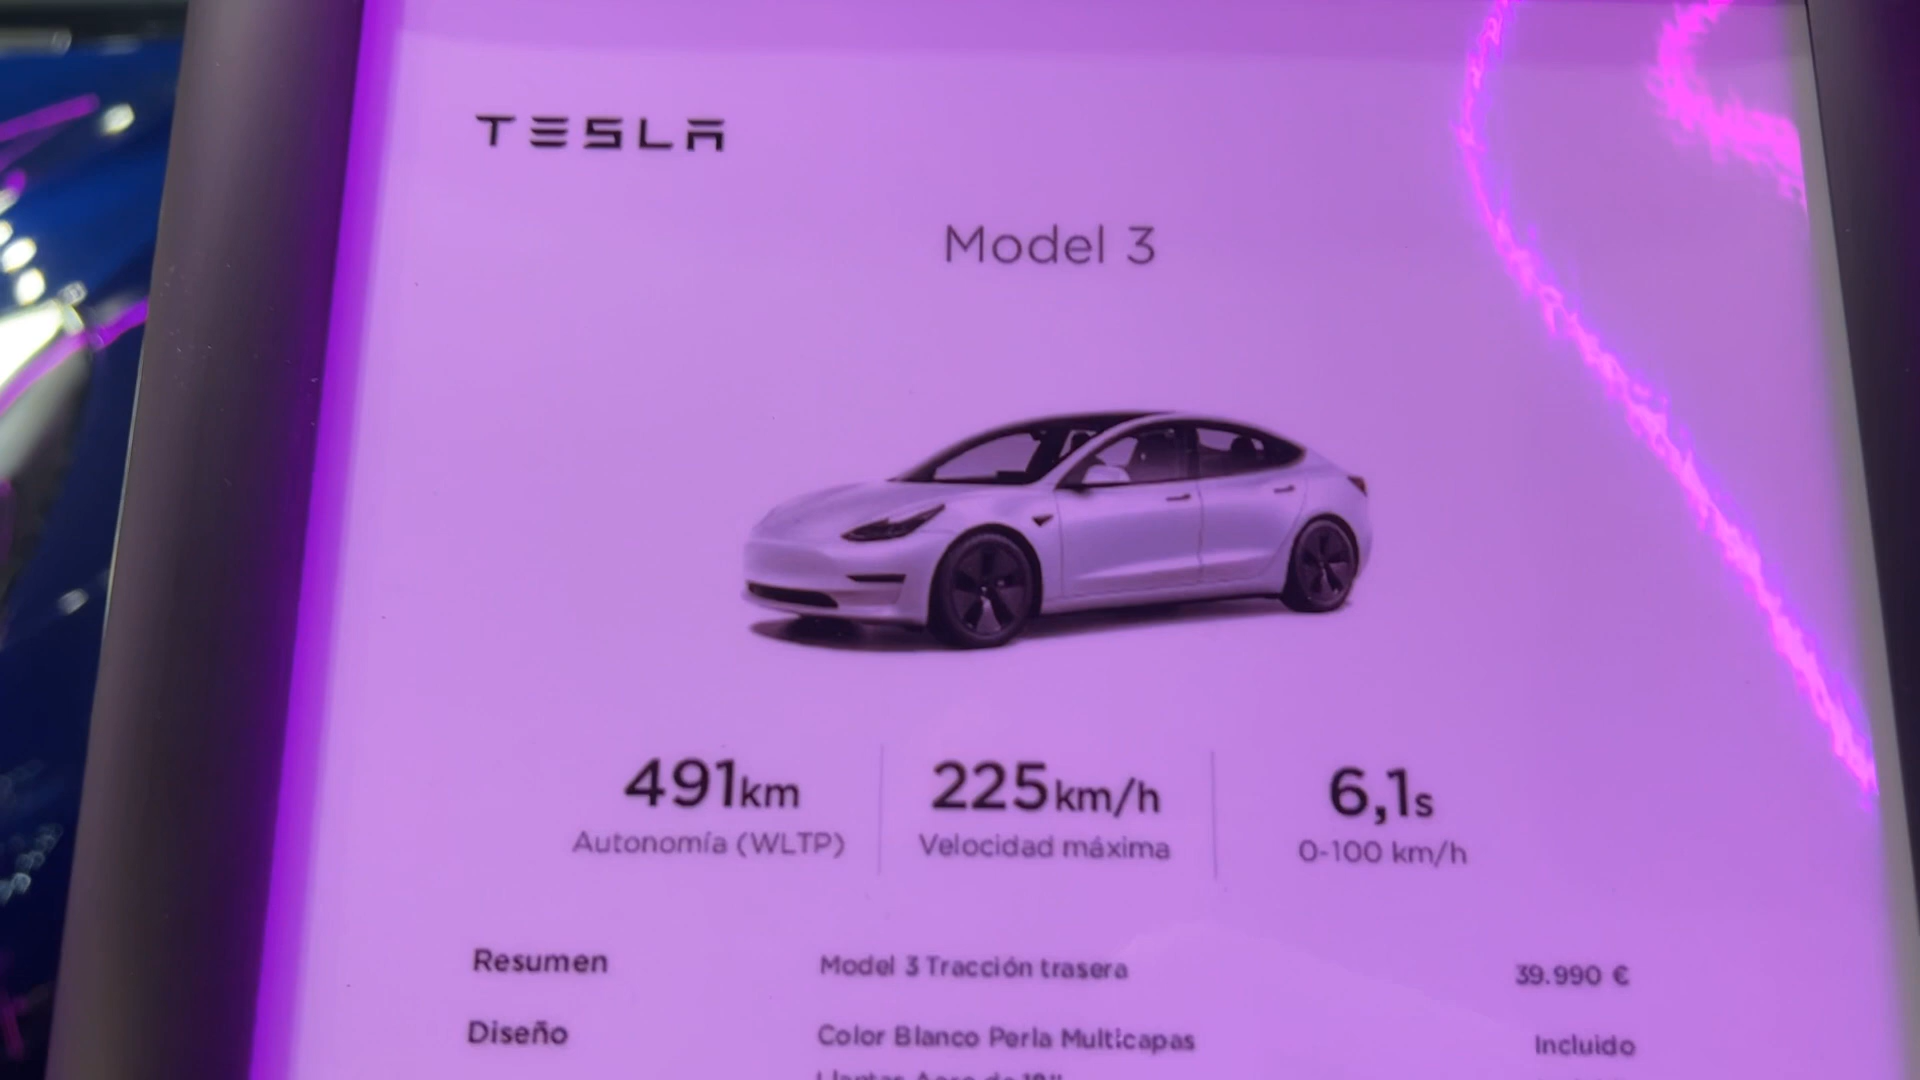 TESLA
Model 3
491km
225km/h
6,1s
Autonomía (WLTP)
Velocidad máxima
0-100 km/h
Resumen
Model 3 Tracción trasera
39.990 €
Diseño
Color Blanco Perla Multicapas
Incluido